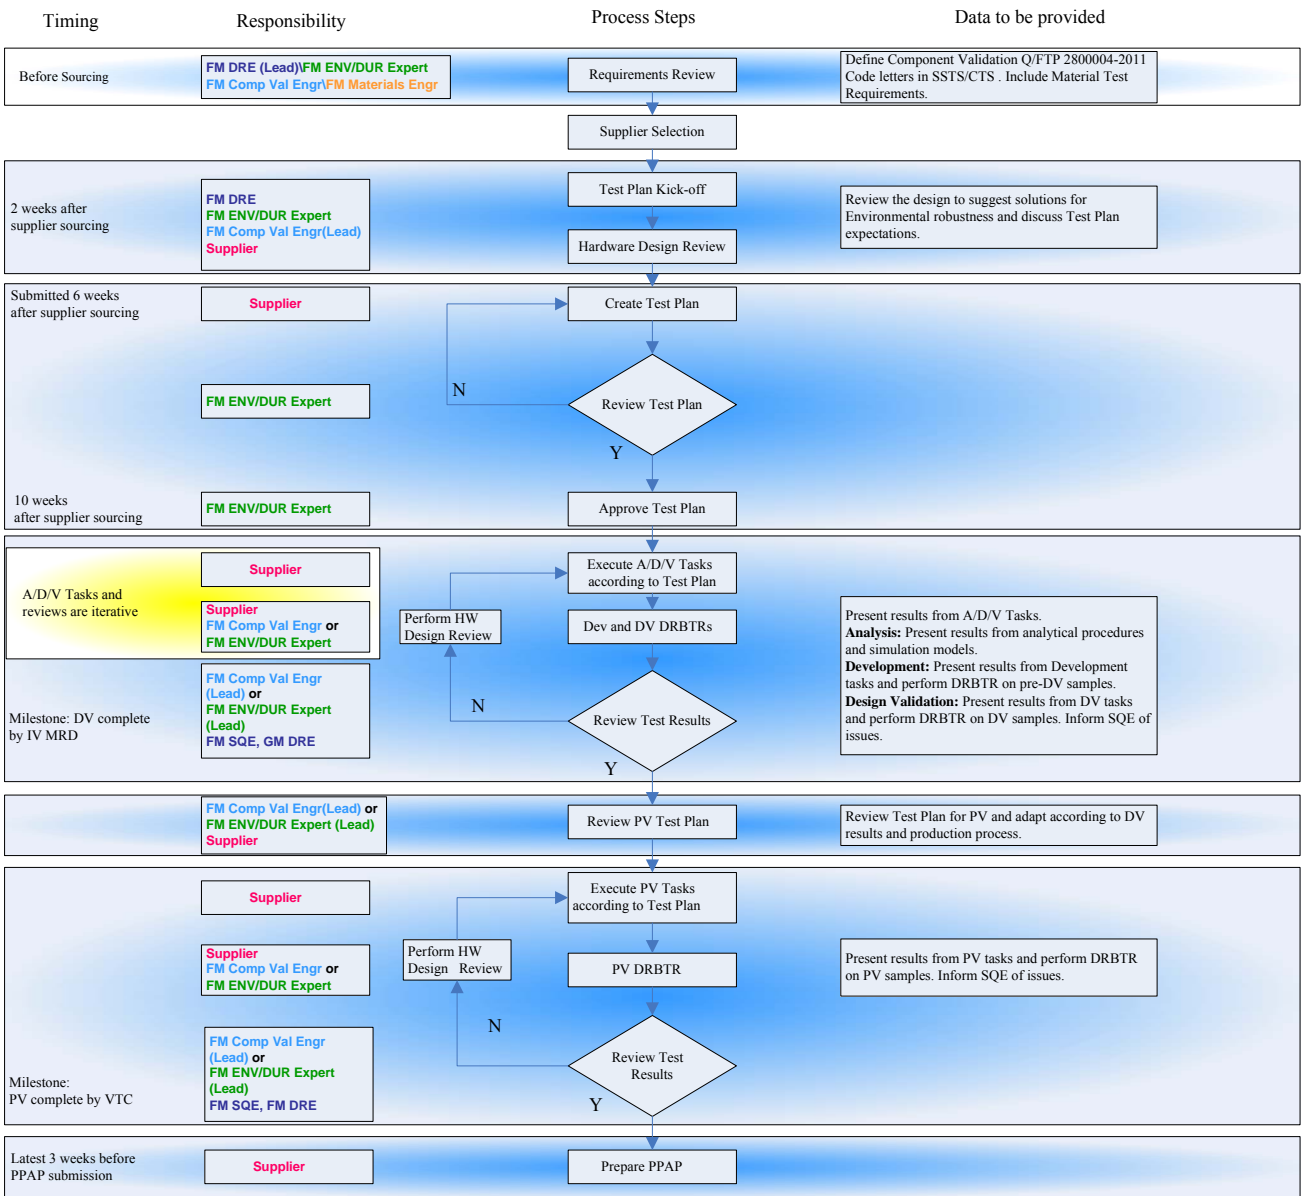 Timing
Responsibility
Process Steps
Data to be provided
Before Sourcing
FM DRE (Lead)\FM ENV/DUR Expert
FM Comp Val Engr\FM Materials Engr
Requirements Review
Define Component Validation Q/FTP 2800004-2011
Code letters in SSTS/CTS . Include Material Test
Requirements.
Supplier Selection
2 weeks after
supplier sourcing
FM DRE
FM ENV/DUR Expert
FM Comp Val Engr(Lead)
Supplier
Test Plan Kick-off
Hardware Design Review
Review the design to suggest solutions for
Environmental robustness and discuss Test Plan
expectations.
Submitted 6 weeks
after supplier sourcing
Supplier
Create Test Plan
N
FM ENV/DUR Expert
Review Test Plan
Y
10 weeks
after supplier sourcing
FM ENV/DUR Expert
Approve Test Plan
A/D/V Tasks and
reviews are iterative
Supplier
Execute A/D/V Tasks
according to Test Plan
Supplier
FM Comp Val Engr or
FM ENV/DUR Expert
Perform HW
Design Review
Dev and DV DRBTRs
Milestone: DV complete
by IV MRD
FM Comp Val Engr
(Lead) or
FM ENV/DUR Expert
(Lead)
FM SQE, GM DRE
N
Review Test Results
Y
Present results from A/D/V Tasks.
Analysis: Present results from analytical procedures
and simulation models.
Development: Present results from Development
tasks and perform DRBTR on pre-DV samples.
Design Validation: Present results from DV tasks
and perform DRBTR on DV samples. Inform SQE of
issues.
FM Comp Val Engr(Lead) or
FM ENV/DUR Expert (Lead)
Supplier
Review PV Test Plan
Review Test Plan for PV and adapt according to DV
results and production process.
Supplier
Execute PV Tasks
according to Test Plan
Supplier
FM Comp Val Engr or
FM ENV/DUR Expert
Perform HW
Design Review
PV DRBTR
Present results from PV tasks and perform DRBTR
on PV samples. Inform SQE of issues.
Milestone:
PV complete by VTC
FM Comp Val Engr
(Lead) or
FM ENV/DUR Expert
(Lead)
FM SQE, FM DRE
N
Review Test
Results
Y
Latest 3 weeks before
PPAP submission
Supplier
Prepare PPAP